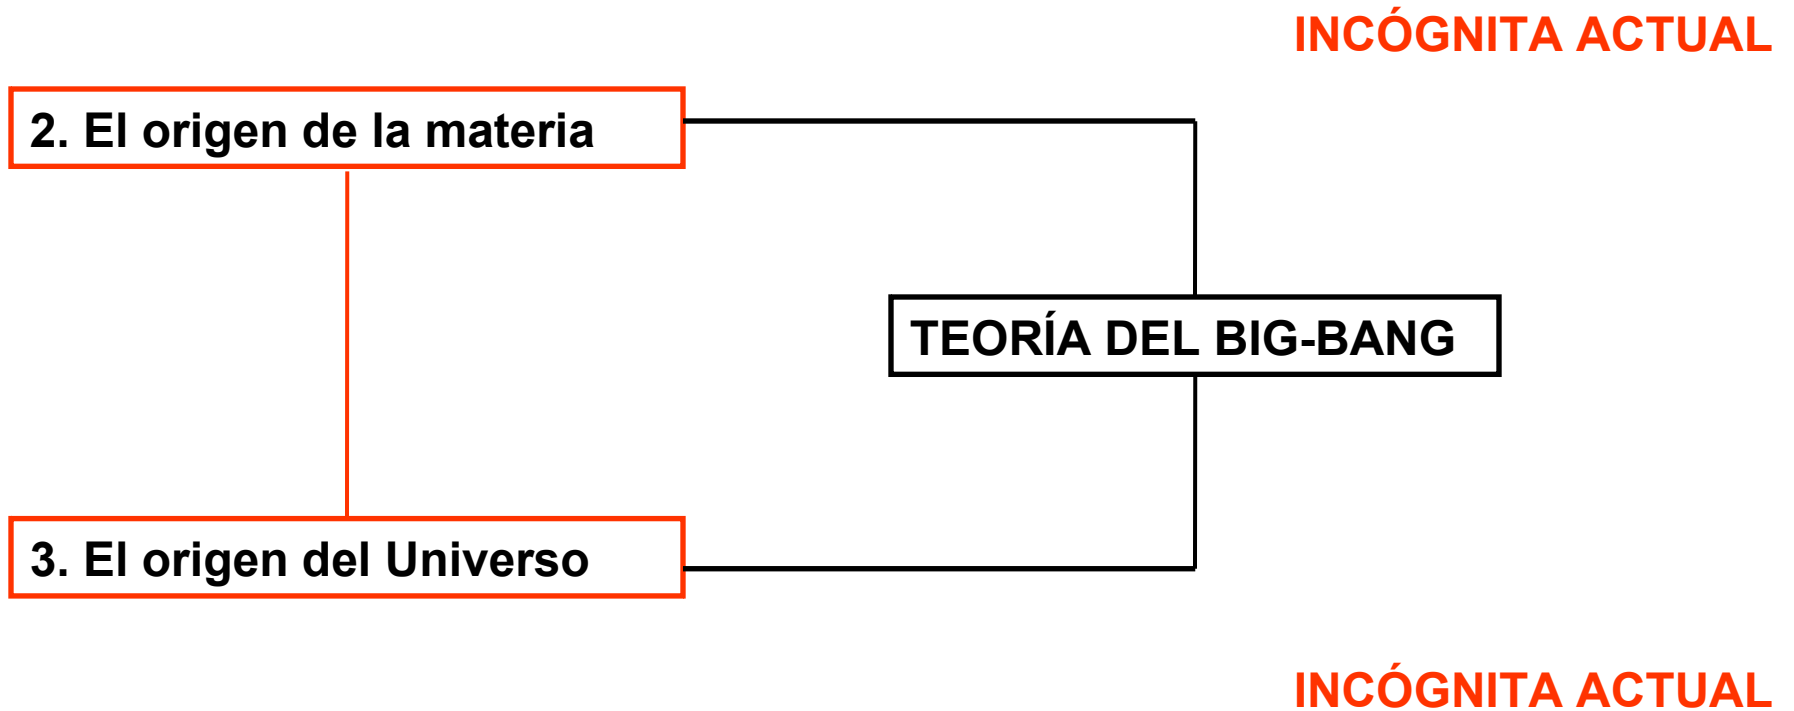 INCÓGNITA ACTUAL
2. El origen de la materia
TEORÍA DEL BIG-BANG
3. El origen del Universo
INCÓGNITA ACTUAL